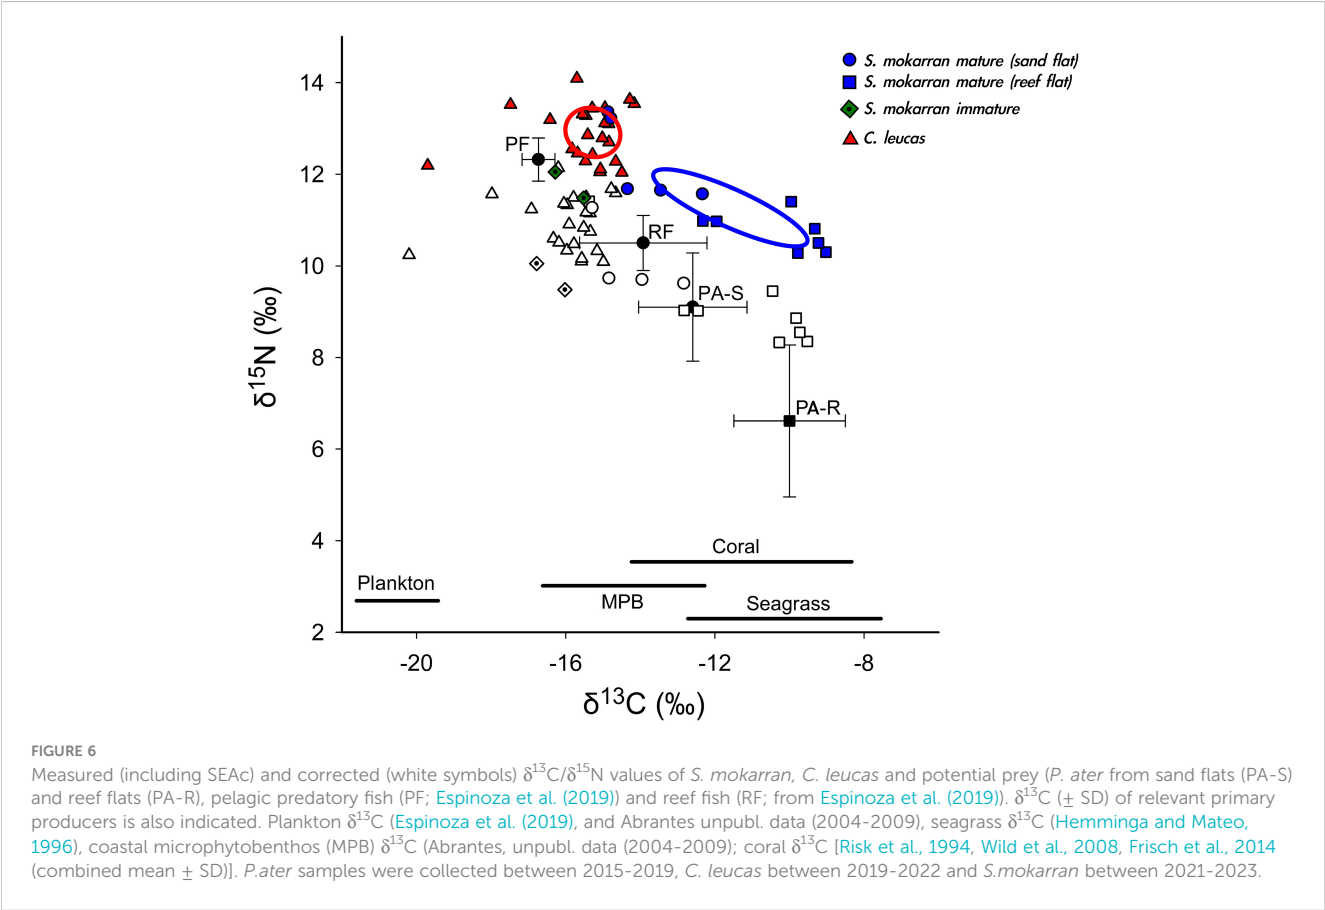 S. mokarran mature (sand flat)
S. mokarran mature (reef flat)
S. mokarran immature
C. leucas
14
12
10
8
6
4
2
δ15N (‰)
PF
RF
PA-S
PA-R
Coral
Plankton
MPB
Seagrass
-20
-16
-12
-8
δ13C (‰)
FIGURE 6
Measured (including SEAc) and corrected (white symbols) δ13C/δ15N values of S. mokarran, C. leucas and potential prey (P. ater from sand flats (PA-S)
and reef flats (PA-R), pelagic predatory fish (PF; Espinoza et al. (2019)) and reef fish (RF; from Espinoza et al. (2019)). δ13C (± SD) of relevant primary
producers is also indicated. Plankton δ13C (Espinoza et al. (2019), and Abrantes unpubl. data (2004-2009), seagrass δ13C (Hemminga and Mateo,
1996), coastal microphytobenthos (MPB) δ13C (Abrantes, unpubl. data (2004-2009); coral δ13C [Risk et al., 1994, Wild et al., 2008, Frisch et al., 2014
(combined mean ± SD)]. P.ater samples were collected between 2015-2019, C. leucas between 2019-2022 and S.mokarran between 2021-2023.